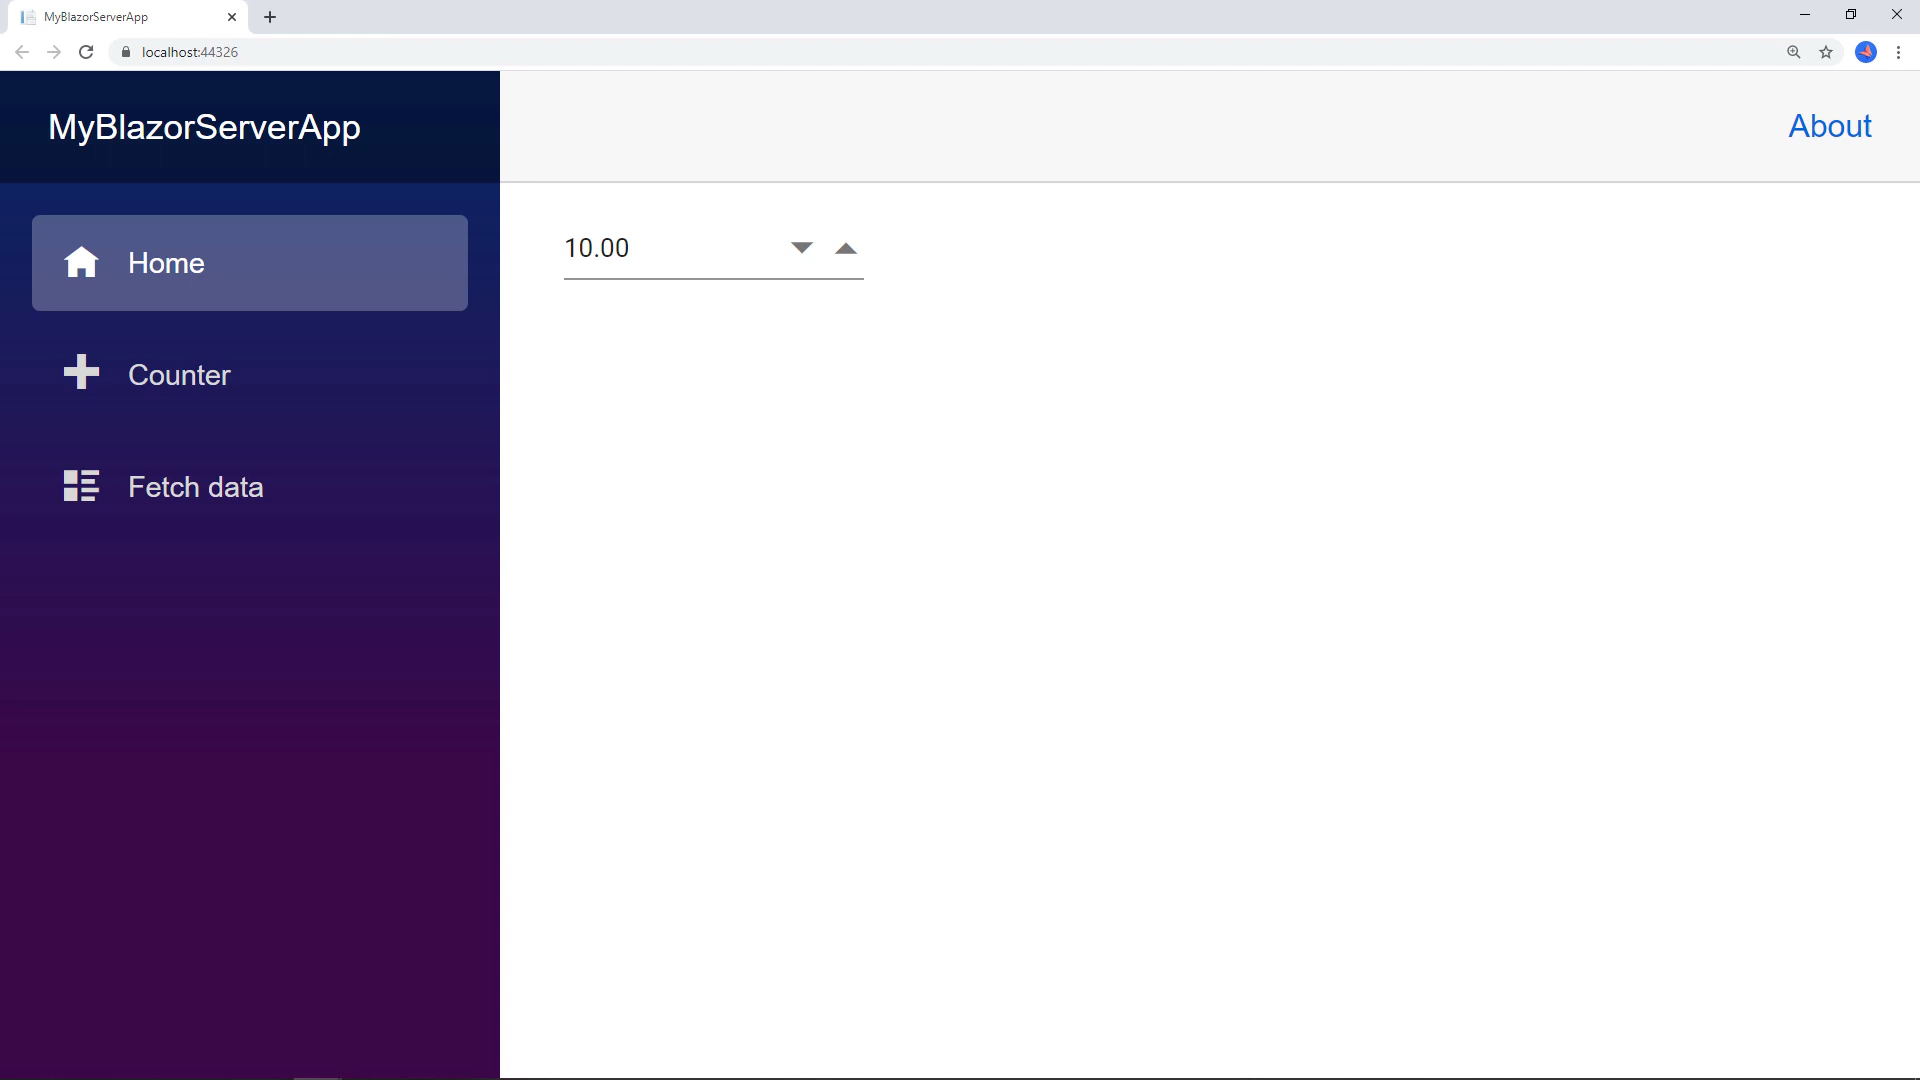 MyBlazorServerApp
localhost:44326
MyBlazorServerApp
About
Home
10.00
Counter
Fetch data